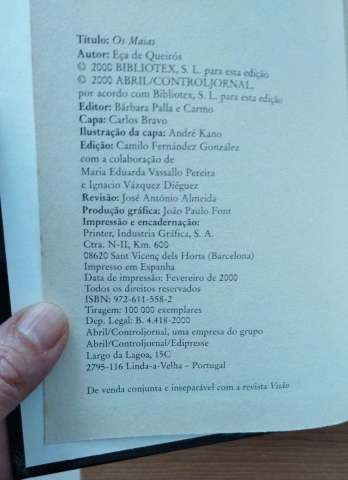 Título: Os Maias
Autor: Eça de Queirós
© 2000 BIBLIOTEX, S. L. para esta edição
© 2000 ABRIL/CONTROLJORNAL,
por acordo com Bibliotex, S. L. para esta edição
Editor: Bárbara Palla e Carmo
Capa: Carlos Bravo
Ilustração da capa: André Kano
Edição: Camilo Fernández González
com a colaboração de
Maria Eduarda Vassallo Pereira
e Ignacio Vázquez Diéguez
Revisão: José António Almeida
Produção gráfica: João Paulo Font
Impressão e encadernação:
Printer, Industria Gráfica, S. A.
Ctra. N-II, Km. 600
08620 Sant Vicenç dels Horts (Barcelona)
Impresso em Espanha
Data de impressão: Fevereiro de 2000
Todos os direitos reservados
ISBN: 972-611-558-2
Tiragem: 100 000 exemplares
Dep. Legal: B. 4.418-2000
Abril/Controljornal, uma empresa do grupo
Abril/Controljornal/Edipresse
Largo da Lagoa, 15C
2795-116 Linda-a-Velha – Portugal
De venda conjunta e inseparável com a revista Visão